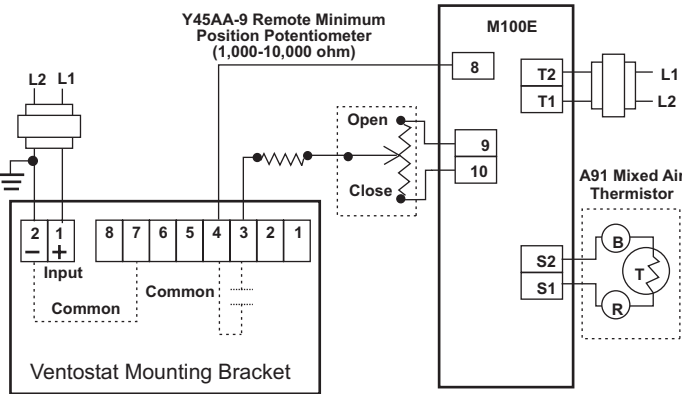 Y45AA-9 Remote Minimum
Position Potentiometer
(1,000-10,000 ohm)
M100E
L2 L1
8
T2
L1
T1
L2
Open
9
10
Close
A91 Mixed Air
Thermistor
2 1
8 7 6 5 4 3 2 1
− +
Input
Common
Common
S2
B
T
S1
R
Ventostat Mounting Bracket